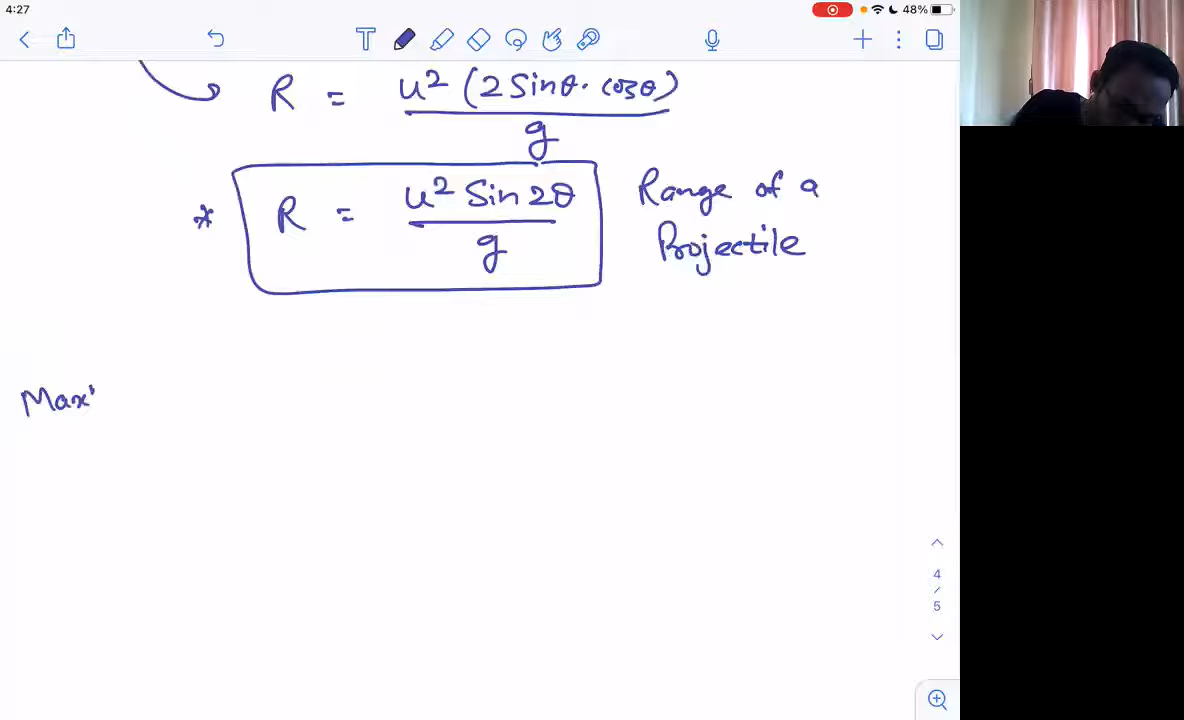 4:27
48%
T
R = u² (2 Sinθ. cosθ) / g
* R = u² Sin 2θ / g
Range of a
Projectile
Max'
4
/
5